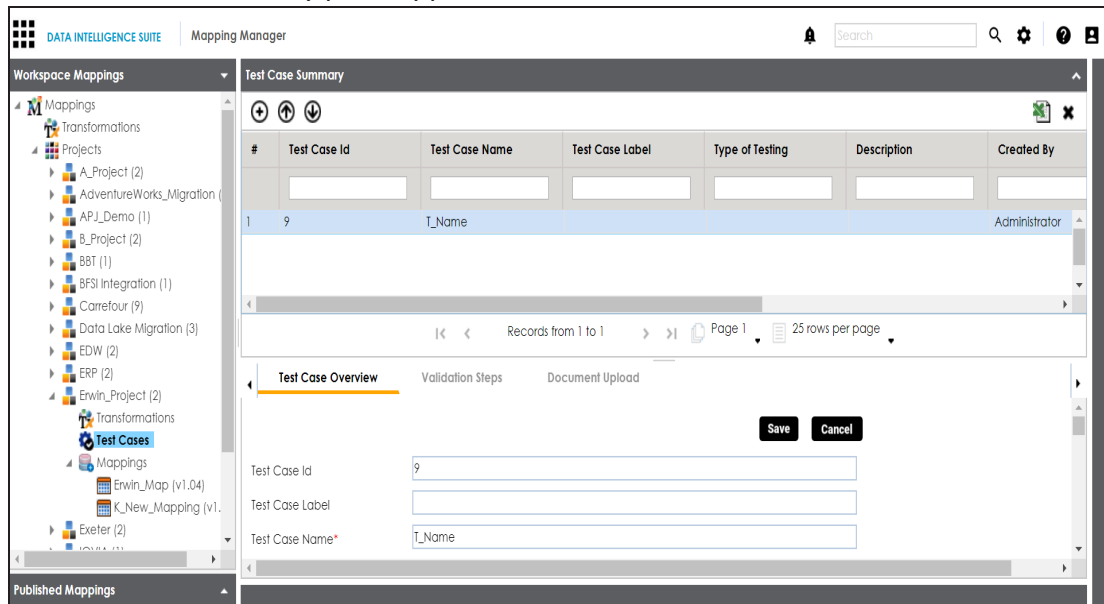 DATA INTELLIGENCE SUITE Mapping Manager Search
Workspace Mappings
Mappings
Transformations
Projects
A_Project (2)
AdventureWorks_Migration (
APJ_Demo (1)
B_Project (2)
BBT (1)
BFSI Integration (1)
Carrefour (9)
Data Lake Migration (3)
EDW (2)
ERP (2)
Erwin_Project (2)
Transformations
Test Cases
Mappings
Erwin_Map (v1.04)
K_New_Mapping (v1.
Exeter (2)
Published Mappings
Test Case Summary
# Test Case Id Test Case Name Test Case Label Type of Testing Description Created By
1 9 T_Name Administrator
Records from 1 to 1 Page 1 25 rows per page
Test Case Overview Validation Steps Document Upload
Save Cancel
Test Case Id 9
Test Case Label
Test Case Name* T_Name